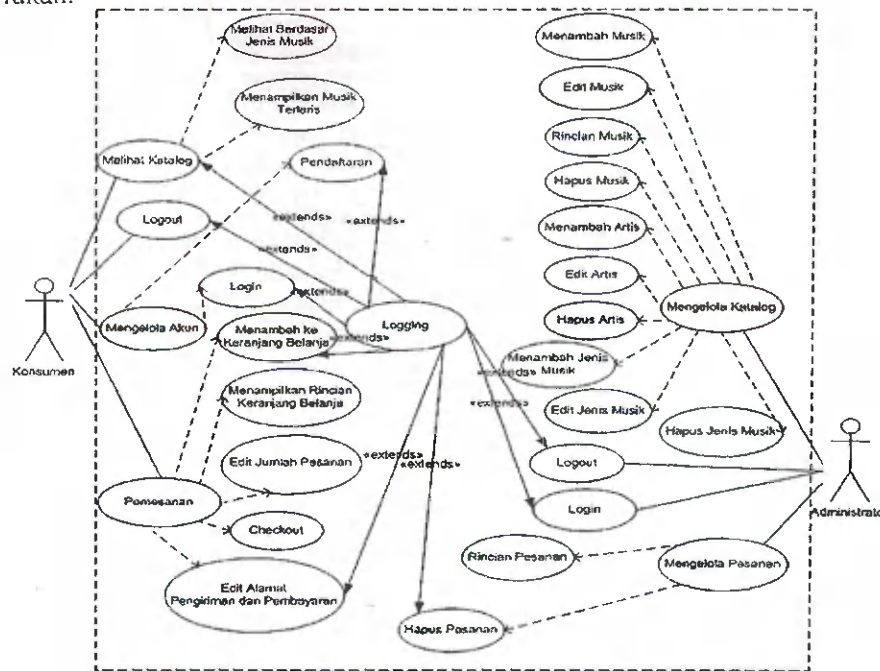 Melihat Berdasar
Jenis Musik
Menampilkan Musik
Terlaris
Melihat Katalog
Pendaftaran
Logout
Login
Mengelola Akun
Menambah ke
Keranjang Belanja
Menampilkan Rincian
Keranjang Belanja
Edit Jumlah Pesanan
Pemesanan
Checkout
Edit Alamat
Pengiriman dan Pembayaran
Konsumen
«extends»
«extends»
«extends»
«extends»
«extends»
Logging
«extends»
«extends»
«extends»
«extends»
Menambah Musik
Edit Musik
Rincian Musik
Hapus Musik
Menambah Artis
Edit Artis
Hapus Artis
Mengelola Katalog
Menambah Jenis
Musik
Edit Jenis Musik
Hapus Jenis Musik
Logout
Login
Administrato
Rincian Pesanan
Mengelola Pesanan
Hapus Pesanan